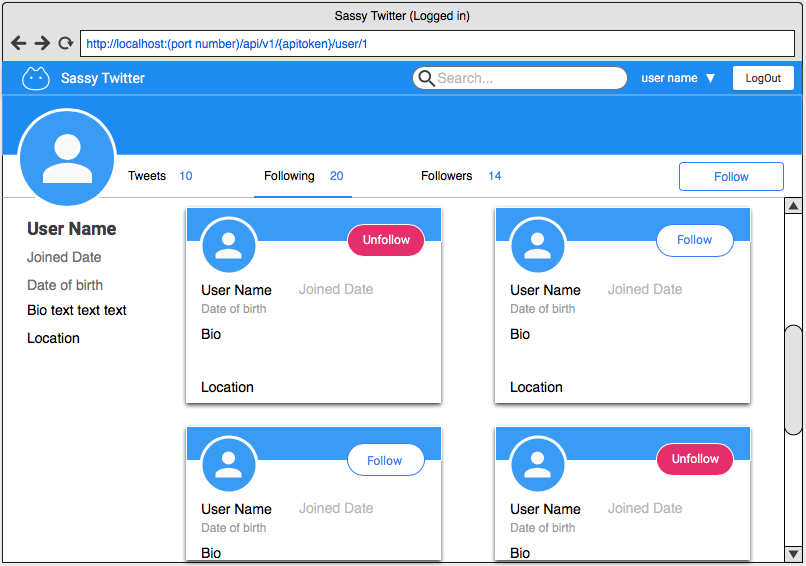 Sassy Twitter (Logged in)
http://localhost:(port number)/api/v1/{apitoken}/user/1
Sassy Twitter
Search...
user name
LogOut
Tweets 10
Following 20
Followers 14
Follow
User Name
Joined Date
Date of birth
Bio text text text
Location
Unfollow
User Name Joined Date
Date of birth
Bio
Location
Follow
User Name Joined Date
Date of birth
Bio
Location
Follow
User Name Joined Date
Date of birth
Bio
Unfollow
User Name Joined Date
Date of birth
Bio